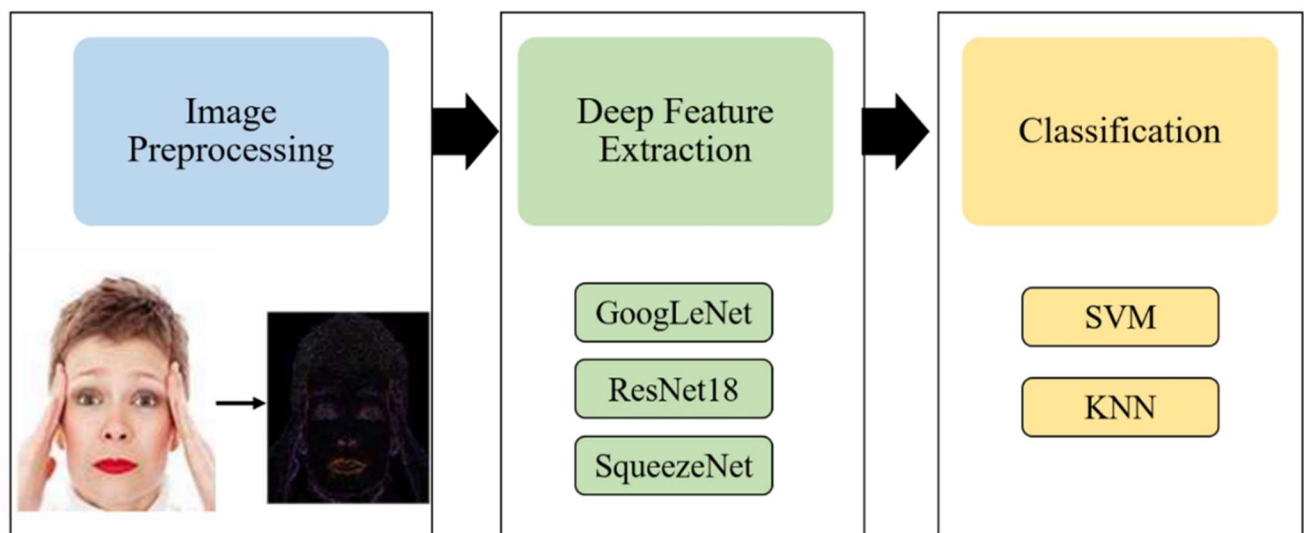 Image
Preprocessing
Deep Feature
Extraction
GoogLeNet
ResNet18
SqueezeNet
Classification
SVM
KNN